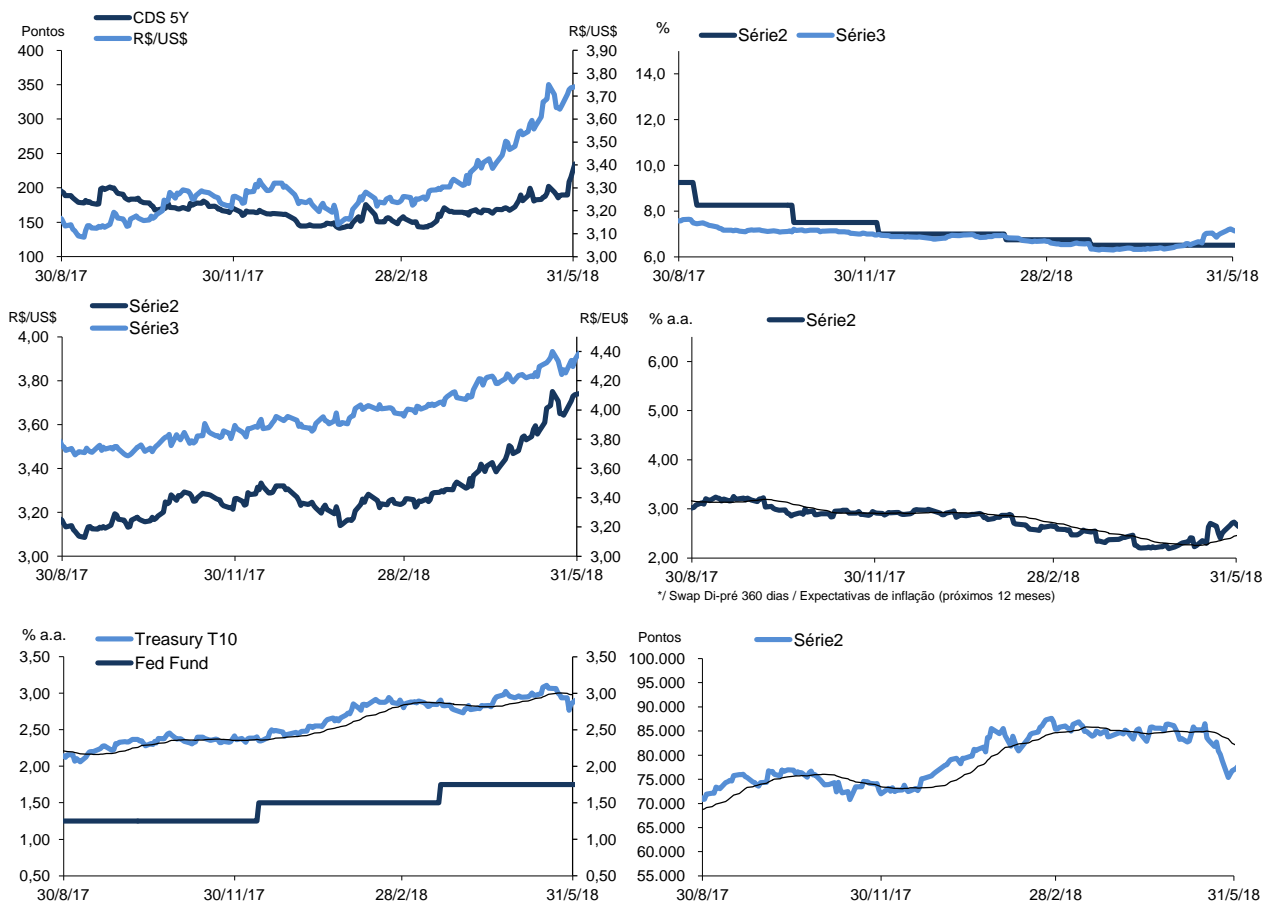 CDS 5Y
R$/US$
Pontos
R$/US$
400
350
300
250
200
150
100
3,90
3,80
3,70
3,60
3,50
3,40
3,30
3,20
3,10
3,00
30/8/17 30/11/17 28/2/18 31/5/18
%
Série2 Série3
14,0
12,0
10,0
8,0
6,0
30/8/17 30/11/17 28/2/18 31/5/18
Série2
Série3
R$/US$
R$/EU$
4,00
3,80
3,60
3,40
3,20
3,00
4,40
4,20
4,00
3,80
3,60
3,40
3,20
3,00
30/8/17 30/11/17 28/2/18 31/5/18
% a.a.
Série2
6,00
5,00
4,00
3,00
2,00
30/8/17 30/11/17 28/2/18 31/5/18
*/ Swap Di-pré 360 dias / Expectativas de inflação (próximos 12 meses)
% a.a.
Treasury T10
Fed Fund
3,50
3,00
2,50
2,00
1,50
1,00
0,50
3,50
3,00
2,50
2,00
1,50
1,00
0,50
30/8/17 30/11/17 28/2/18 31/5/18
Pontos
Série2
100.000
95.000
90.000
85.000
80.000
75.000
70.000
65.000
60.000
55.000
30/8/17 30/11/17 28/2/18 31/5/18